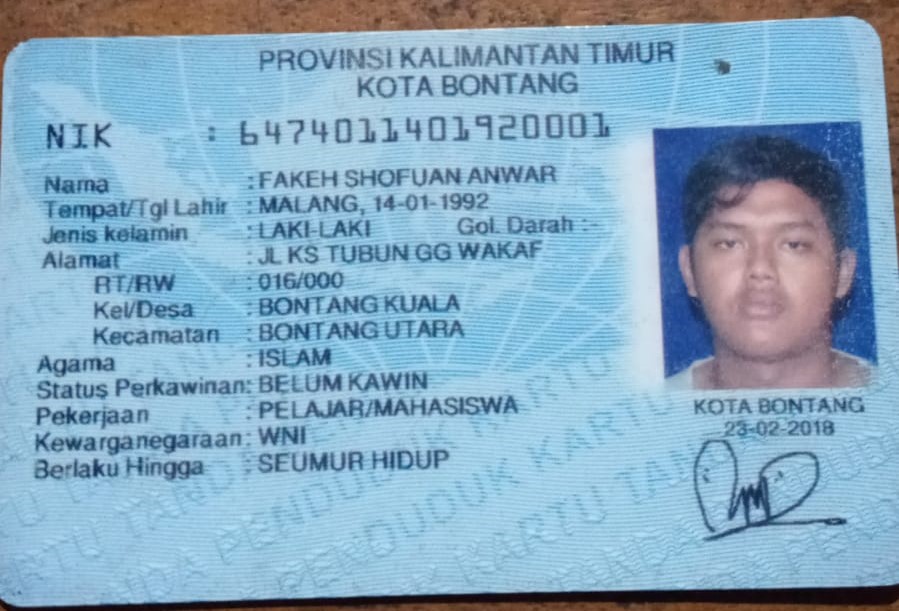 PROVINSI KALIMANTAN TIMUR
KOTA BONTANG
NIK : 6474011401920001
Nama : FAKEH SHOFUAN ANWAR
Tempat/Tgl Lahir : MALANG, 14-01-1992
Jenis kelamin : LAKI-LAKI Gol. Darah :-
Alamat : JL KS TUBUN GG WAKAF
RT/RW : 016/000
Kel/Desa : BONTANG KUALA
Kecamatan : BONTANG UTARA
Agama : ISLAM
Status Perkawinan: BELUM KAWIN
Pekerjaan : PELAJAR/MAHASISWA
Kewarganegaraan: WNI
Berlaku Hingga : SEUMUR HIDUP
KOTA BONTANG
23-02-2018
KARTU TANDA PENDUDUK